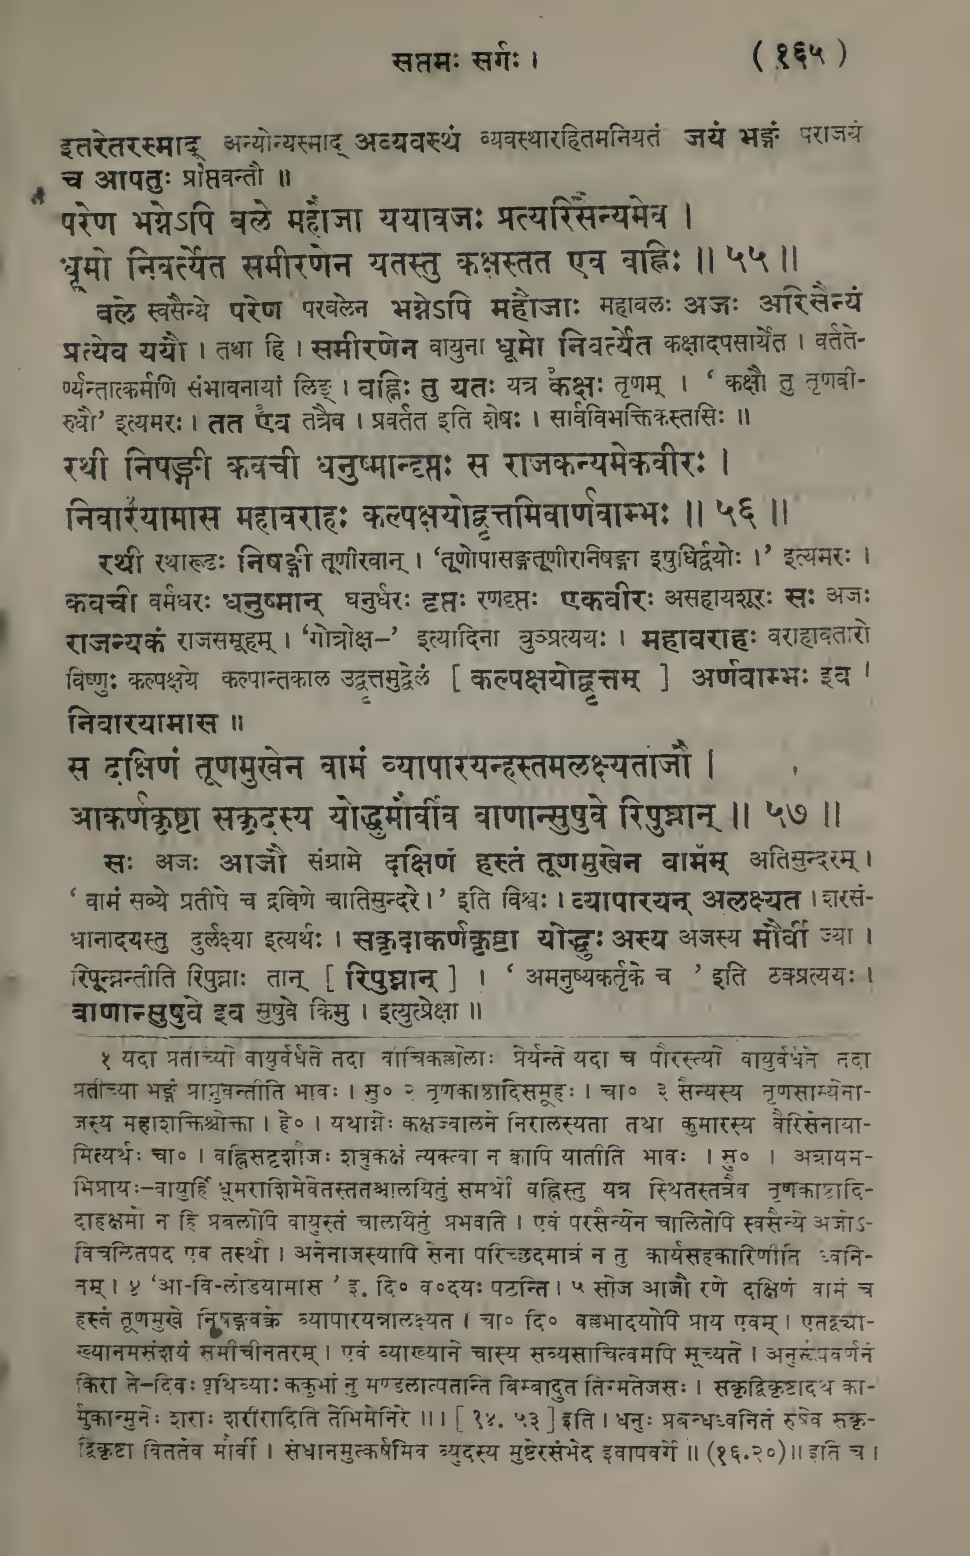 सप्तमः सर्गः । ( १६५ )
इतरेतरस्माद् अन्योन्यस्माद् अव्यवस्थं व्यवस्थारहितमनियतं जयं भङ्गं पराजयं
च आपतुः प्राप्तवन्तौ ॥
परेण भग्नेऽपि बले महौजा ययावजः प्रत्यरिसैन्यमेव ।
धूमो निवर्त्येत समीरणेन यतस्तु कक्षस्तत एव वह्निः ॥ ५५ ॥
बले स्वसैन्ये परेण परबलेन भग्नेऽपि महौजाः महाबलः अजः अरिसैन्यं
प्रत्येव ययौ । तथा हि । समीरणेन वायुना धूमो निवर्त्येत कक्षादपसार्येत । वर्तते-
र्ण्यन्तात्कर्मणि संभावनायां लिङ् । वह्निः तु यतः यत्र कक्षः तृणम् । ‘ कक्षौ तु तृणवी-
रुधौ’ इत्यमरः । तत एव तत्रैव । प्रवर्तत इति शेषः । सार्वविभक्तिकस्तसिः ॥
रथी निषङ्गी कवची धनुष्मान्दृप्तः स राजकन्यमेकवीरः ।
निवारयामास महावराहः कल्पक्षयोद्वृत्तमिवार्णवाम्भः ॥ ५६ ॥
रथी रथारूढः निषङ्गी तूणीरवान् । ‘तूणोपासङ्गतूणीरनिषङ्गा इषुधिर्द्वयोः ।’ इत्यमरः ।
कवची वर्मधरः धनुष्मान् धनुर्धरः दृप्तः रणदृप्तः एकवीरः असहायशूरः सः अजः
राजन्यकं राजसमूहम् । ‘गोत्रोक्ष–’ इत्यादिना वुञ्प्रत्ययः । महावराहः वराहावतारो
विष्णुः कल्पक्षये कल्पान्तकाल उद्वृत्तमुद्वेलं [ कल्पक्षयोद्वृत्तम् ] अर्णवाम्भः इव ।
निवारयामास ॥
स दक्षिणं तूणमुखेन वामं व्यापारयन्हस्तमलक्ष्यताजौ ।
आकर्णकृष्टा सकृदस्य योद्धुर्मौर्वीव बाणान्सुषुवे रिपुघ्नान् ॥ ५७ ॥
सः अजः आजौ संग्रामे दक्षिणं हस्तं तूणमुखेन वामम् अतिसुन्दरम् ।
‘ वामं सव्ये प्रतीपे च द्रविणे चातिसुन्दरे ।’ इति विश्वः । व्यापारयन् अलक्ष्यत । शरसं-
धानादयस्तु दुर्लक्ष्या इत्यर्थः । सकृदाकर्णकृष्टा योद्धुः अस्य अजस्य मौर्वी ज्या ।
रिपून्घ्नन्तीति रिपुघ्नाः तान् [ रिपुघ्नान् ] । ‘ अमनुष्यकर्तृके च ’ इति ठक्प्रत्ययः ।
बाणान्सुषुवे इव सुषुवे किमु । इत्युत्प्रेक्षा ॥
१ यदा प्रतीच्यो वायुर्वर्धते तदा वीचिकल्लोलाः प्रेर्यन्ते यदा च पौरस्त्यो वायुर्वर्धते तदा
प्रतीच्या भङ्गं प्राप्नुवन्तीति भावः । सु० २ तृणकाष्ठादिसमूहः । चा० ३ सैन्यस्य तृणसाम्येना-
जस्य महाशक्तिश्चोक्ता । हे० । यथाग्नेः कक्षज्वालने निरालस्यता तथा कुमारस्य वैरिसेनाया-
मित्यर्थः चा० । वह्निसदृशौजः शत्रुकक्षं त्यक्त्वा न क्वापि यातीति भावः । सु० । अत्रायम-
भिप्रायः–वायुर्हि धूमराशिमेवेतस्ततश्चालयितुं समर्थो वह्निस्तु यत्र स्थितस्तत्रैव तृणकाष्ठादि-
दाहक्षमो न हि प्रबलोपि वायुस्तं चालयितुं प्रभवति । एवं परसैन्येन चालितेपि स्वसैन्ये अजोऽ-
विचलितपद एव तस्थौ । अनेनाजस्यापि सेना परिच्छदमात्रं न तु कार्यसहकारिणीति ध्वनि-
तम् । ४ ‘आ-वि-लोडयामास ’ इ. दि० व०दयः पठन्ति । ५ सोज आजौ रणे दक्षिणं वामं च
हस्तं तूणमुखे निषङ्गवक्त्रे व्यापारयन्नालक्ष्यत । चा० दि० वल्लभादयोपि प्राय एवम् । एतद्व्या-
ख्यानमसंशयं समीचीनतरम् । एवं व्याख्याने चास्य सव्यसाचित्वमपि सूच्यते । अनुरूपवर्णनं
किरा ते–दिवः पृथिव्याः ककुभां नु मण्डलात्पतन्ति बिम्बादुत तिग्मतेजसः । सकृद्विकृष्टादथ का-
र्मुकान्मुनेः शराः शरीरादिति तेभिमेनिरे ॥। [ १४. ५३ ] इति । धनुः प्रबन्धध्वनितं रुषेव सकृ-
द्विकृष्टा विततेव मौर्वी । संधानमुत्कर्षमिव व्युदस्य मुष्टेरसंभेद इवापवर्गे ॥ (१६.२०)॥ इति च ।